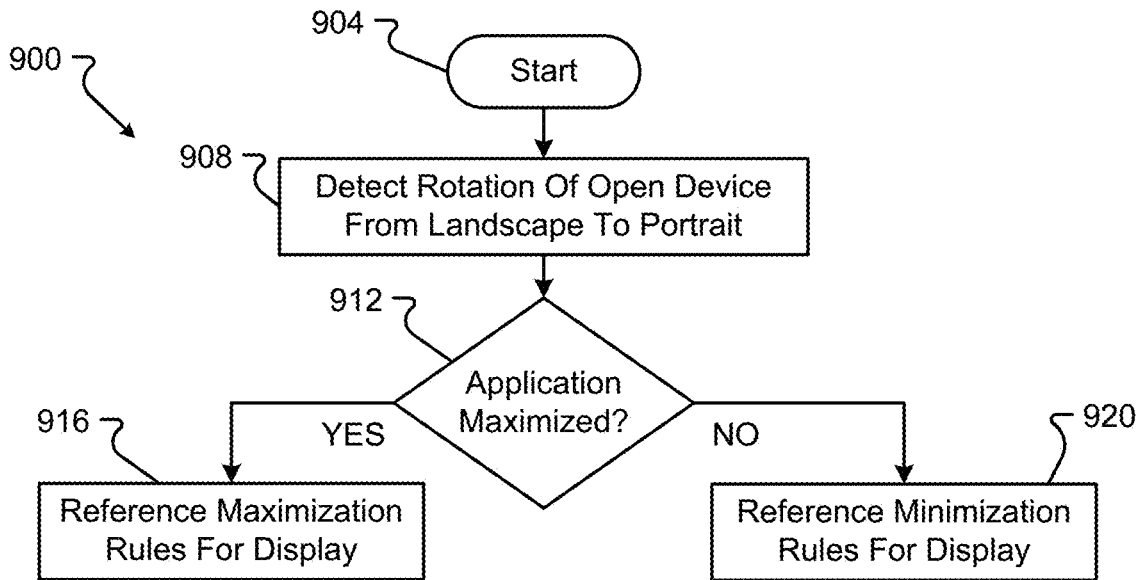 904
900
Start
908
Detect Rotation Of Open Device
From Landscape To Portrait
912
Application
Maximized?
YES
NO
916
920
Reference Maximization
Rules For Display
Reference Minimization
Rules For Display